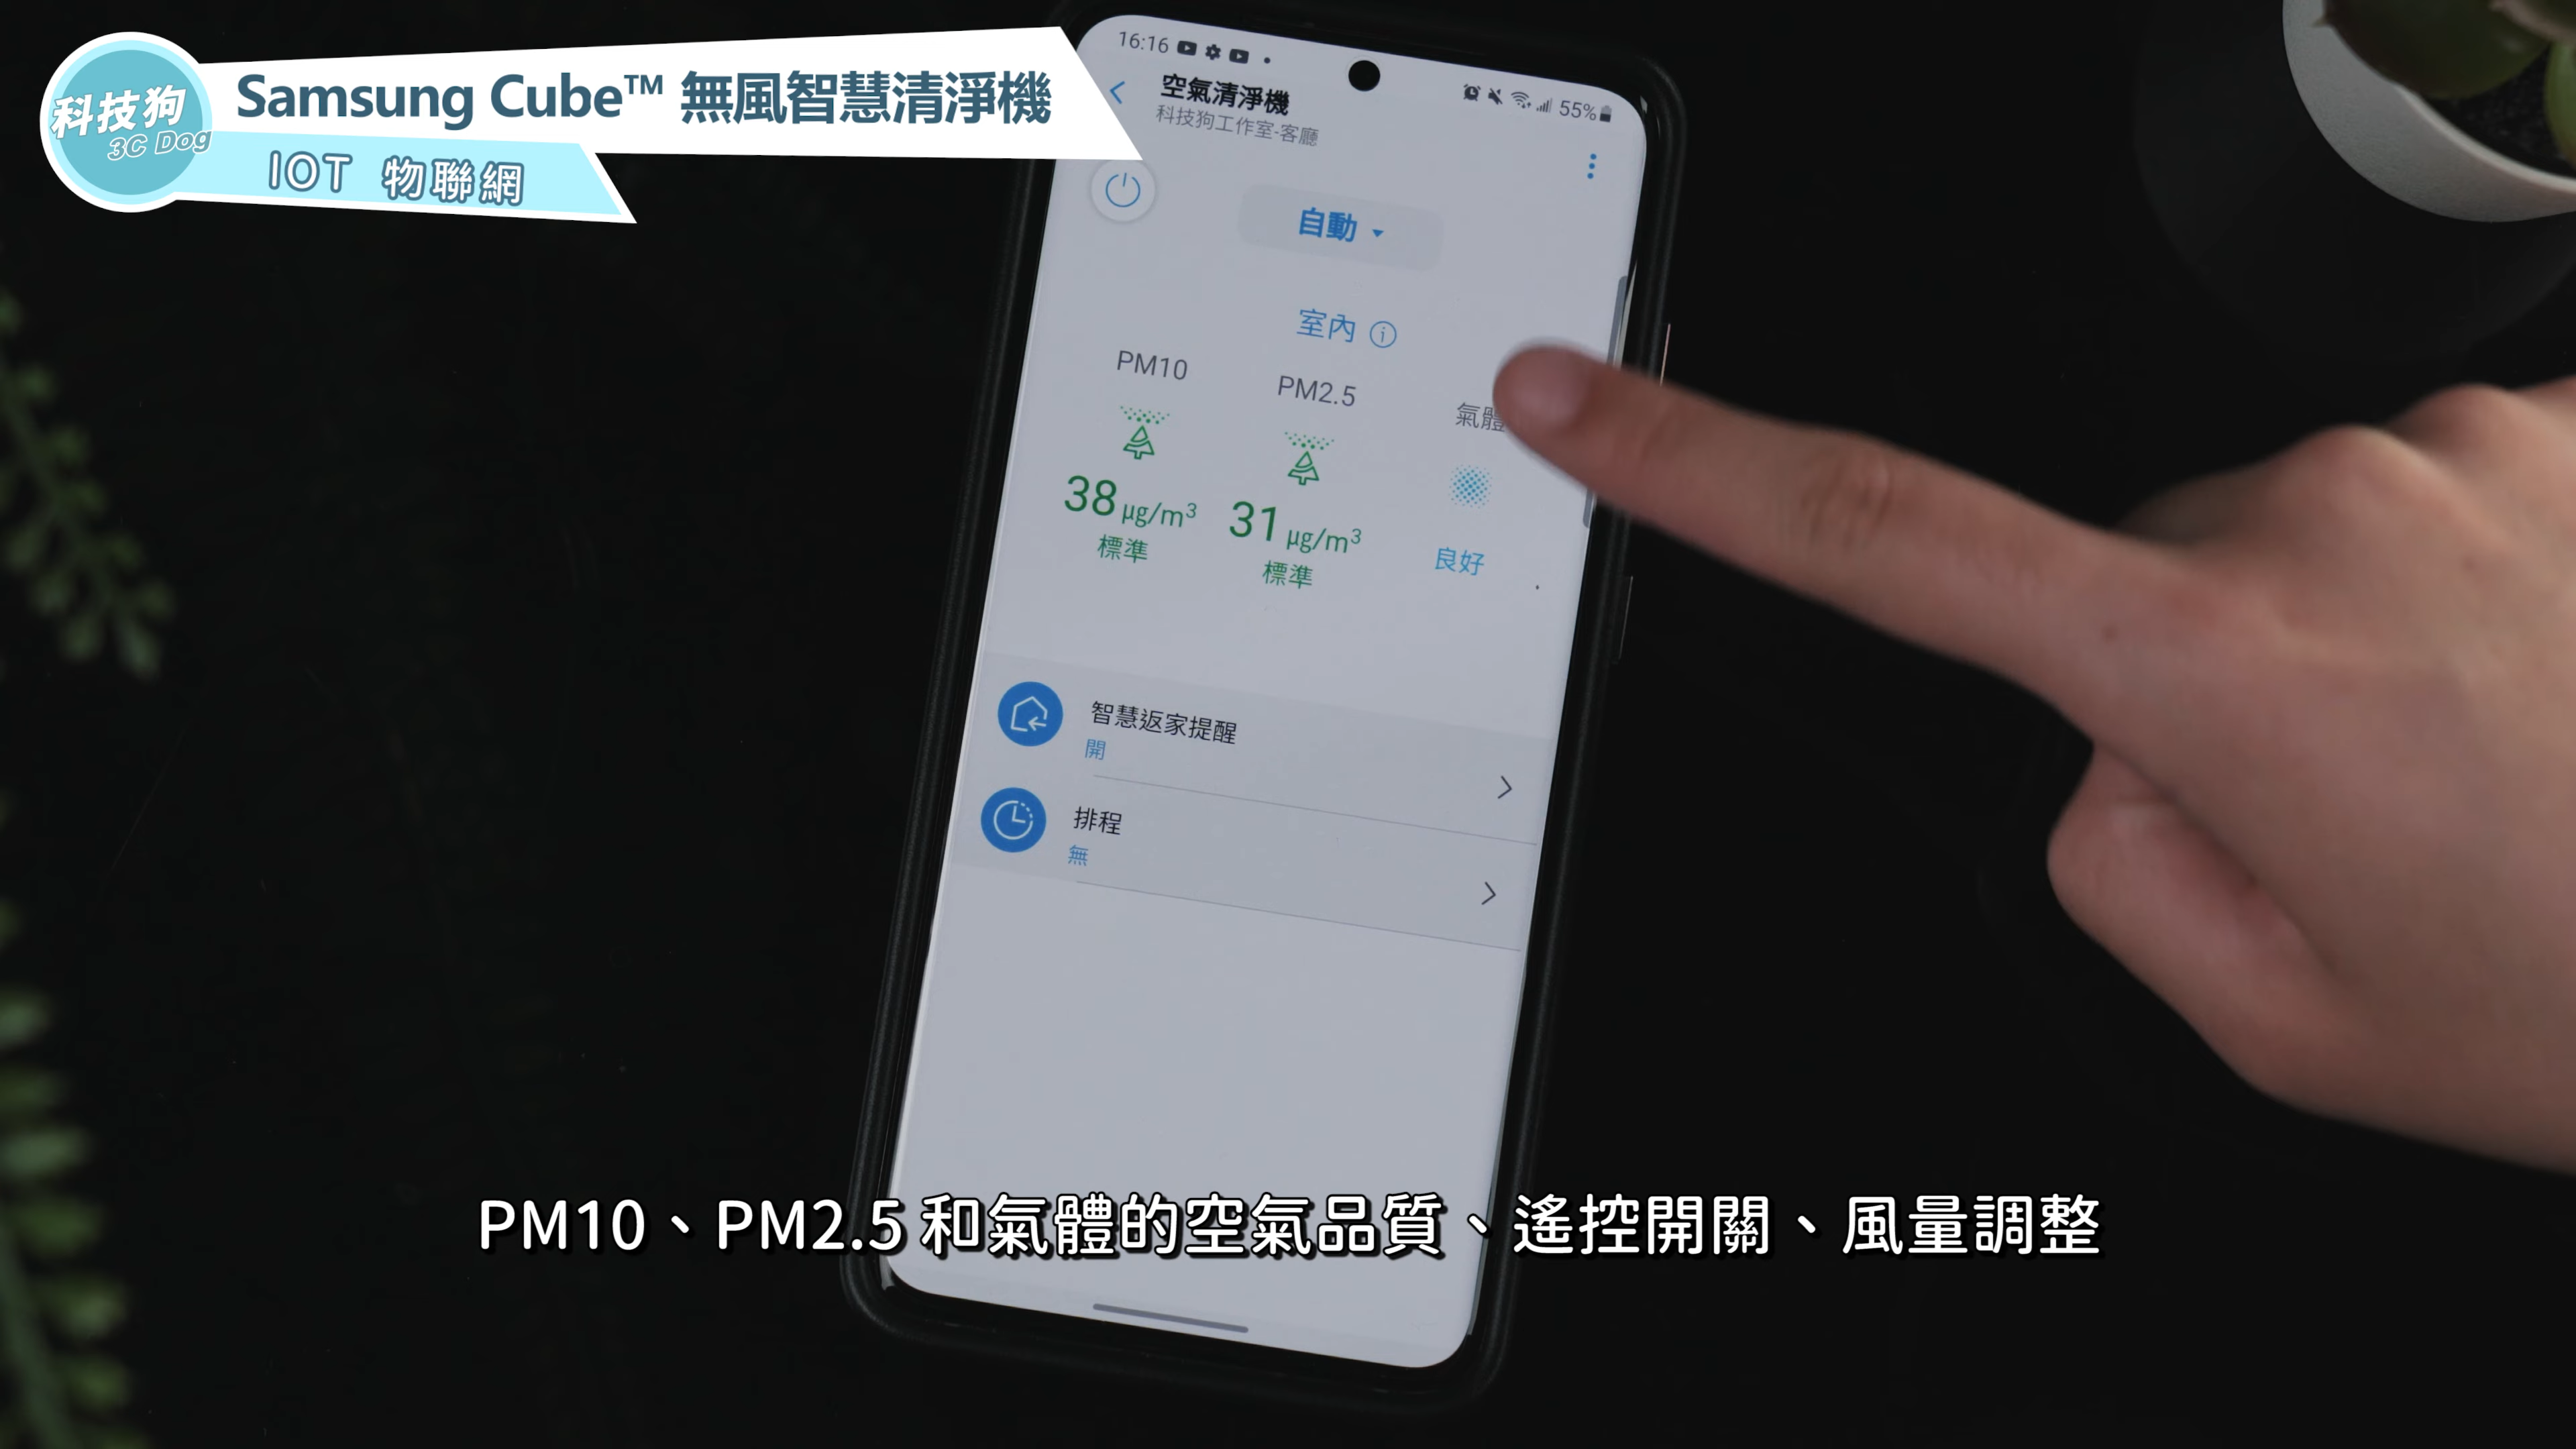 科技狗
3C Dog
Samsung Cube™ 無風智慧清淨機
IOT 物聯網
16:16
55%
空氣清淨機
科技狗工作室-客廳
自動
室內
PM10
PM2.5
氣體
38 µg/m³
31 µg/m³
標準
標準
良好
智慧返家提醒
開
排程
無
PM10、PM2.5 和氣體的空氣品質、遙控開關、風量調整